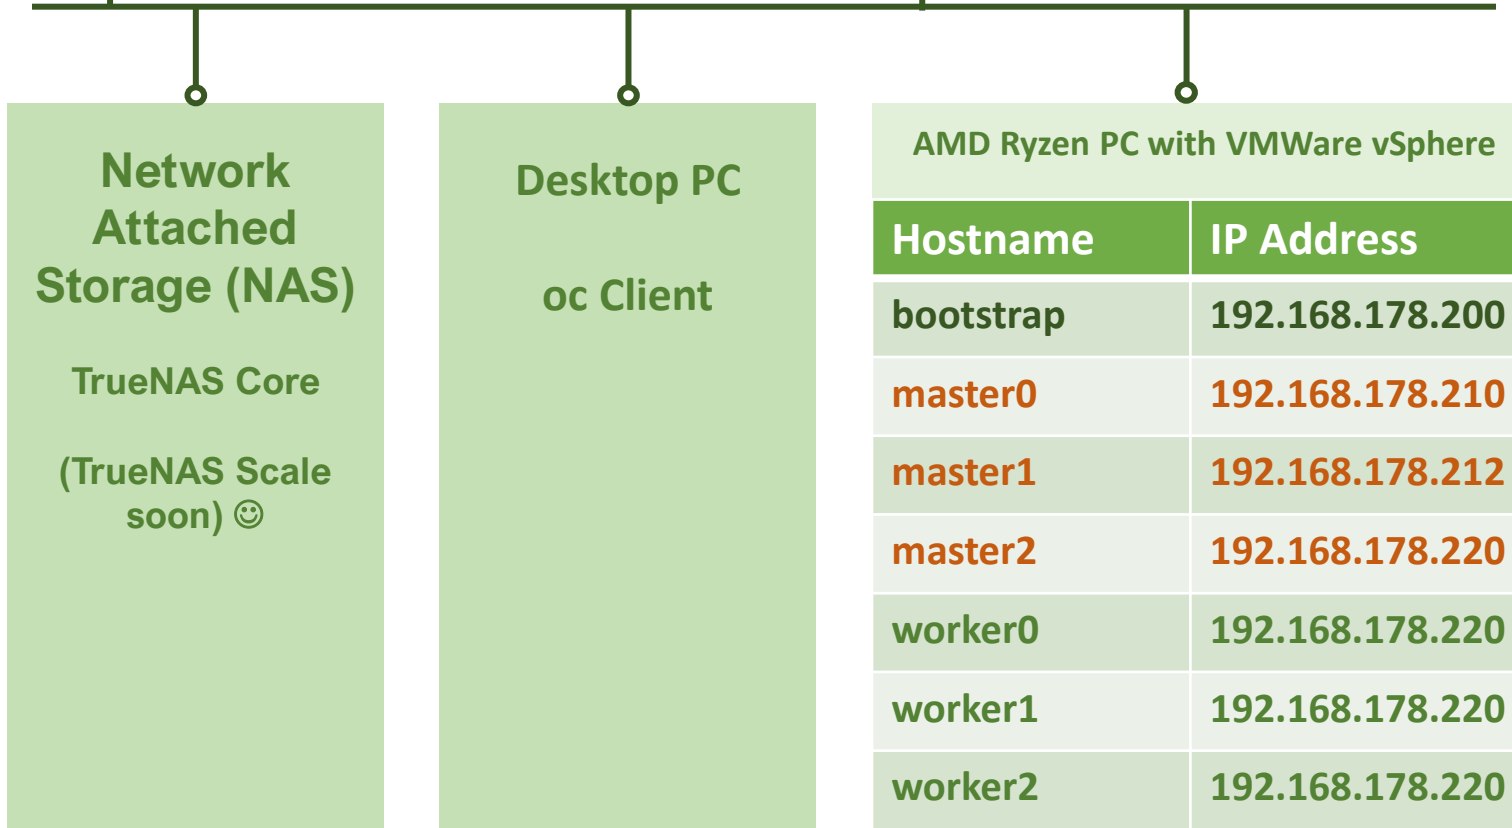 Network
Attached
Storage (NAS)
TrueNAS Core
(TrueNAS Scale
soon) ☺
Desktop PC
oc Client
AMD Ryzen PC with VMWare vSphere
Hostname IP Address
bootstrap 192.168.178.200
master0 192.168.178.210
master1 192.168.178.212
master2 192.168.178.220
worker0 192.168.178.220
worker1 192.168.178.220
worker2 192.168.178.220